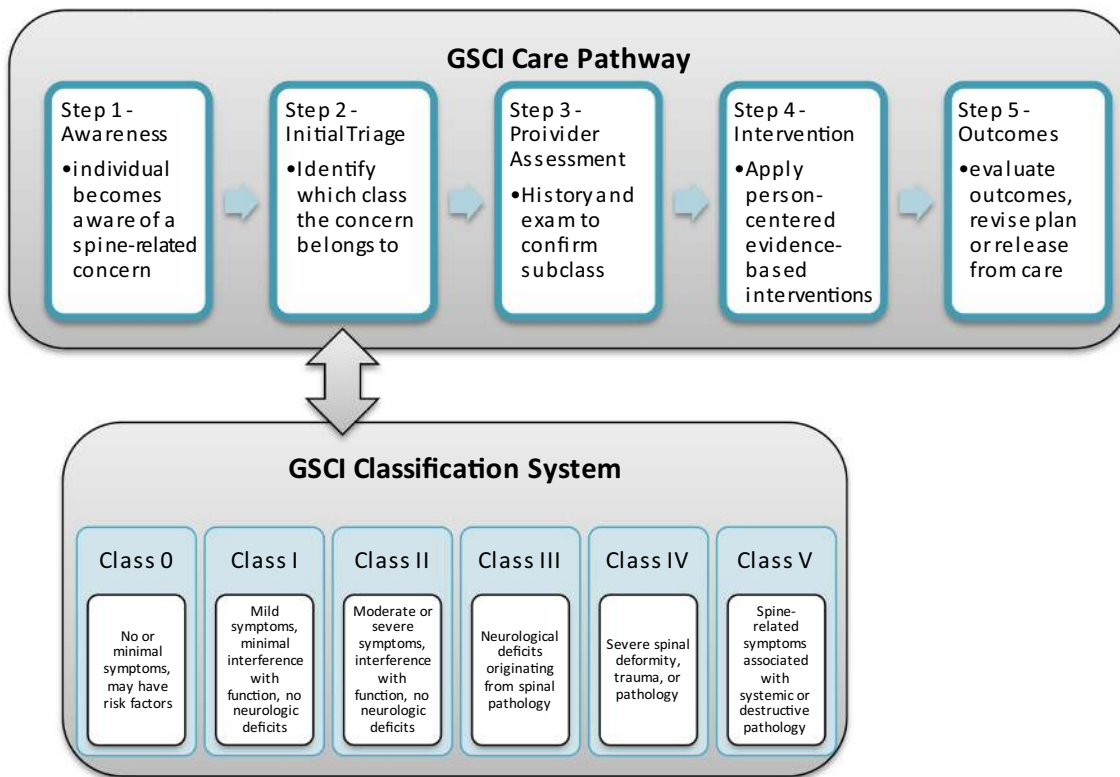 GSCI Care Pathway
Step 1 -
Awareness
•individual
becomes
aware of a
spine-related
concern
Step 2 -
Initial Triage
•Identify
which class
the concern
belongs to
Step 3 -
Proivider
Assessment
•History and
exam to
confirm
subclass
Step 4 -
Intervention
•Apply
person-
centered
evidence-
based
interventions
Step 5 -
Outcomes
•evaluate
outcomes,
revise plan
or release
from care
GSCI Classification System
Class 0
No or
minimal
symptoms,
may have
risk factors
Class I
Mild
symptoms,
minimal
interference
with
function, no
neurologic
deficits
Class II
Moderate or
severe
symptoms,
interference
with
function, no
neurologic
deficits
Class III
Neurological
deficits
originating
from spinal
pathology
Class IV
Severe spinal
deformity,
trauma, or
pathology
Class V
Spine-
related
symptoms
associated
with
systemic or
destructive
pathology